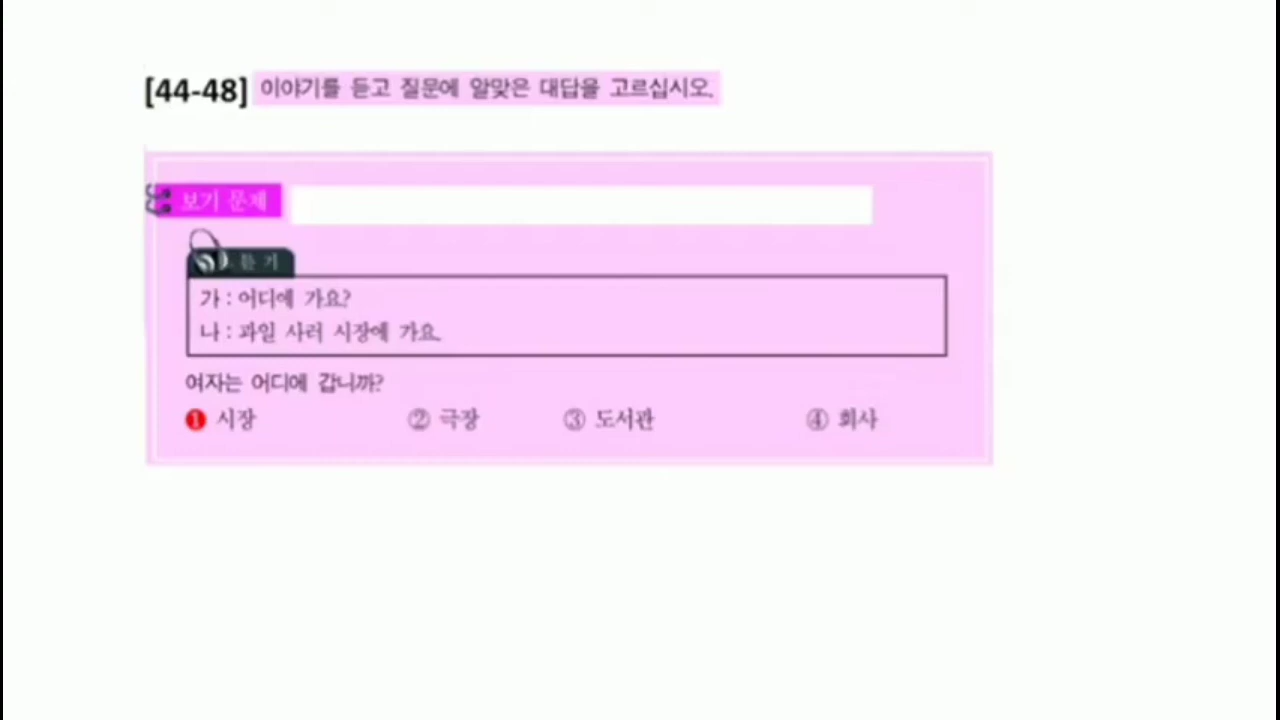 [44-48] 이야기를 듣고 질문에 알맞은 대답을 고르십시오.
보기 문제
듣기
가 : 어디에 가요?
나 : 과일 사러 시장에 가요.
여자는 어디에 갑니까?
① 시장 ② 극장 ③ 도서관 ④ 회사